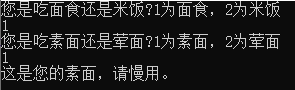 您是吃面食还是米饭?1为面食，2为米饭
1
您是吃素面还是荤面?1为素面，2为荤面
1
这是您的素面，请慢用。